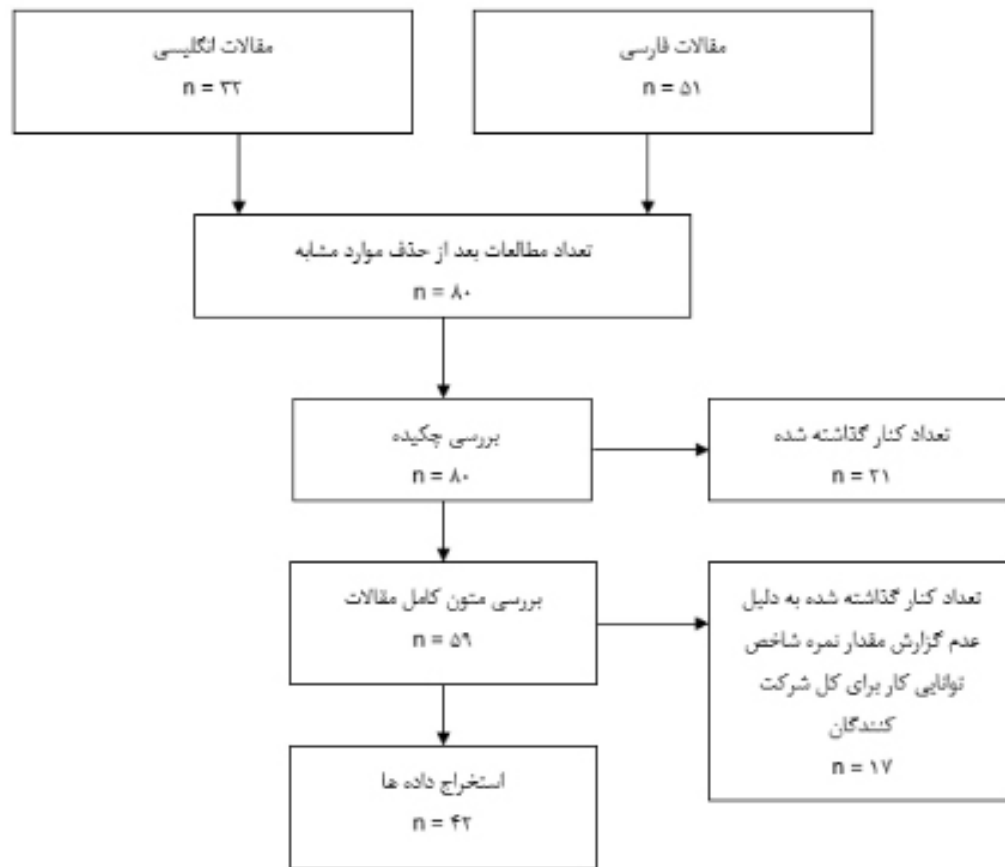 مقالات فارسی
n = ۵۱
مقالات انگلیسی
n = ۳۲
تعداد مطالعات بعد از حذف موارد مشابه
n = ۸۰
بررسی چکیده
n = ۸۰
تعداد کنار گذاشته شده
n = ۲۱
بررسی متون کامل مقالات
n = ۵۹
تعداد کنار گذاشته شده به دلیل
عدم گزارش مقدار نمره شاخص
توانایی کار برای کل شرکت
کنندگان
n = ۱۷
استخراج داده ها
n = ۴۲